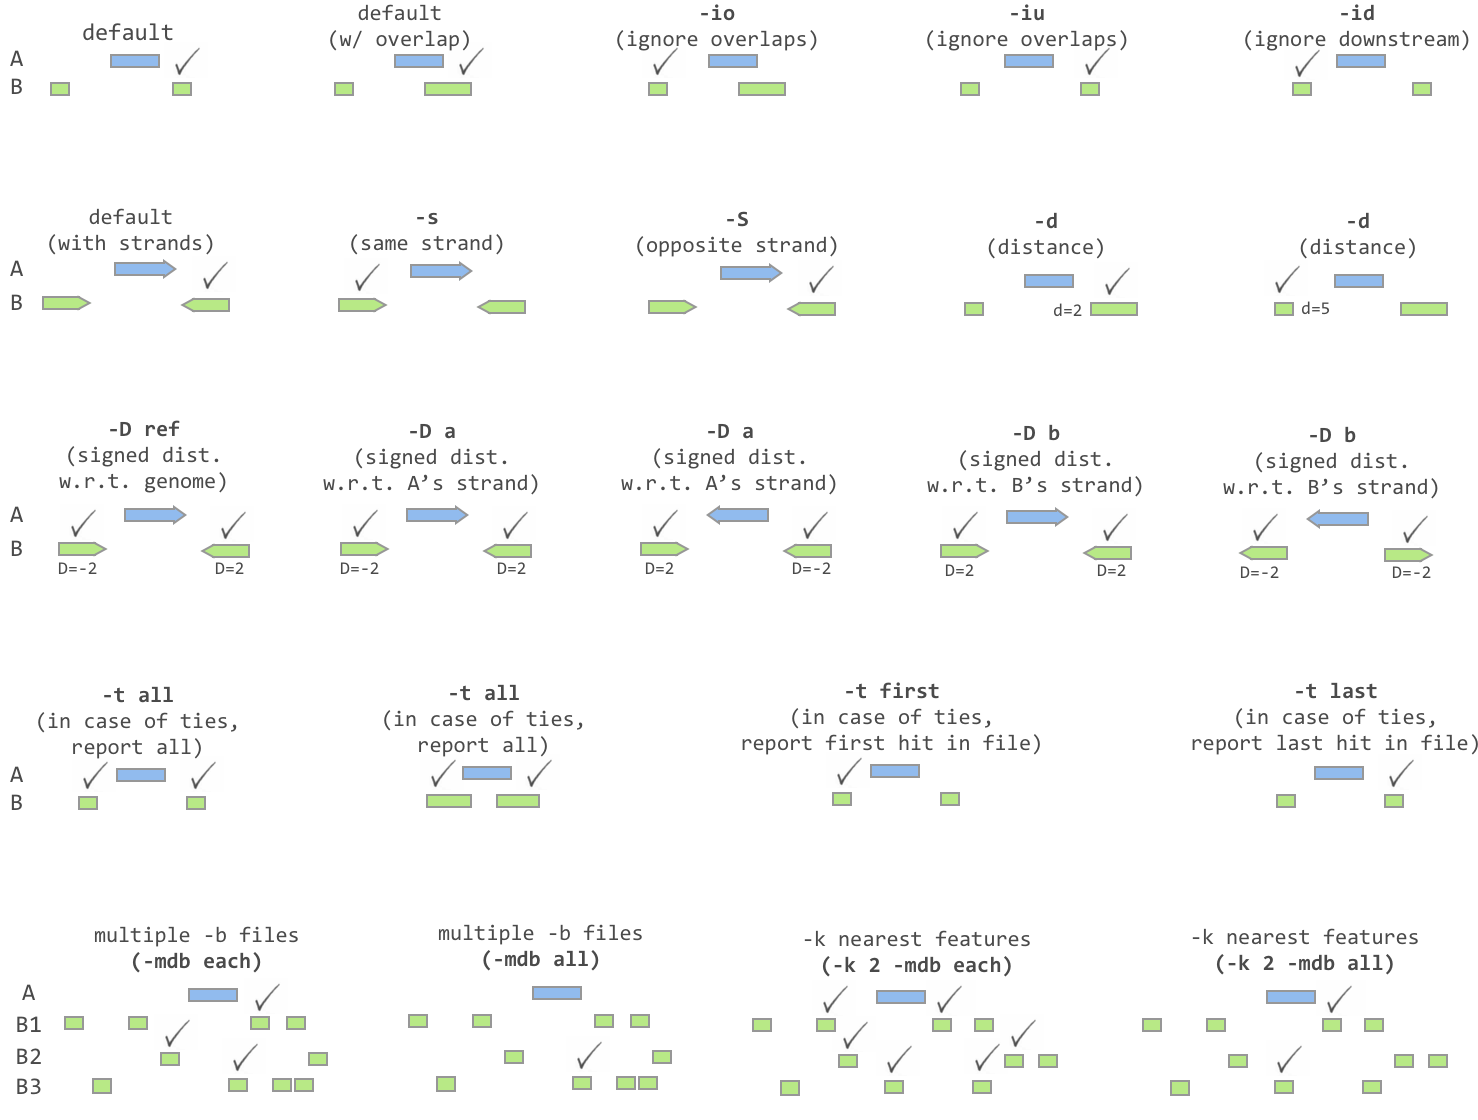 default
default
(w/ overlap)
-io
(ignore overlaps)
-iu
(ignore overlaps)
-id
(ignore downstream)
A
B
default
(with strands)
-s
(same strand)
-S
(opposite strand)
-d
(distance)
-d
(distance)
A
B
d=2
d=5
-D ref
(signed dist.
w.r.t. genome)
-D a
(signed dist.
w.r.t. A’s strand)
-D a
(signed dist.
w.r.t. A’s strand)
-D b
(signed dist.
w.r.t. B’s strand)
-D b
(signed dist.
w.r.t. B’s strand)
A
B
D=-2
D=2
D=-2
D=2
D=2
D=-2
D=2
D=2
D=-2
D=-2
-t all
(in case of ties,
report all)
-t all
(in case of ties,
report all)
-t first
(in case of ties,
report first hit in file)
-t last
(in case of ties,
report last hit in file)
A
B
multiple -b files
(-mdb each)
multiple -b files
(-mdb all)
-k nearest features
(-k 2 -mdb each)
-k nearest features
(-k 2 -mdb all)
A
B1
B2
B3